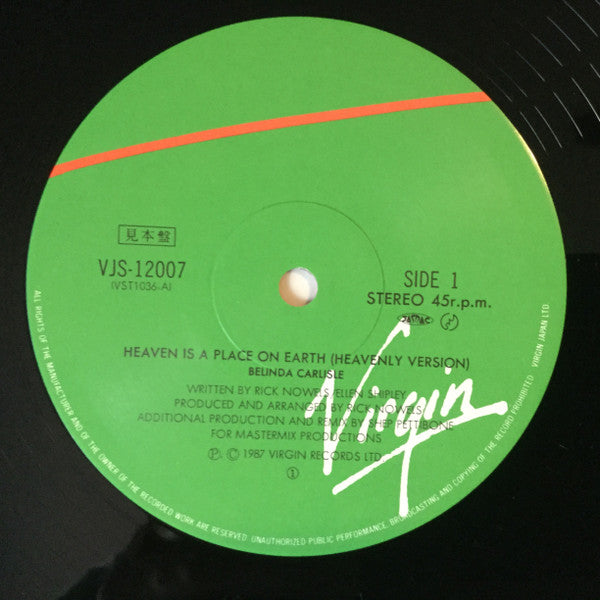 見本盤
VJS-12007
(VST1036-A)
SIDE 1
STEREO 45r.p.m.
JASRAC
HEAVEN IS A PLACE ON EARTH (HEAVENLY VERSION)
BELINDA CARLISLE
WRITTEN BY RICK NOWELS/ELLEN SHIPLEY
PRODUCED AND ARRANGED BY RICK NOWELS
ADDITIONAL PRODUCTION AND REMIX BY SHEP PETTIBONE
FOR MASTERMIX PRODUCTIONS
Ⓟ © 1987 VIRGIN RECORDS LTD.
①
Virgin
ALL RIGHTS OF THE MANUFACTURER AND OF THE OWNER OF THE RECORDED WORK ARE RESERVED. UNAUTHORIZED PUBLIC PERFORMANCE, BROADCASTING AND COPYING OF THE RECORD PROHIBITED VIRGIN JAPAN LTD.